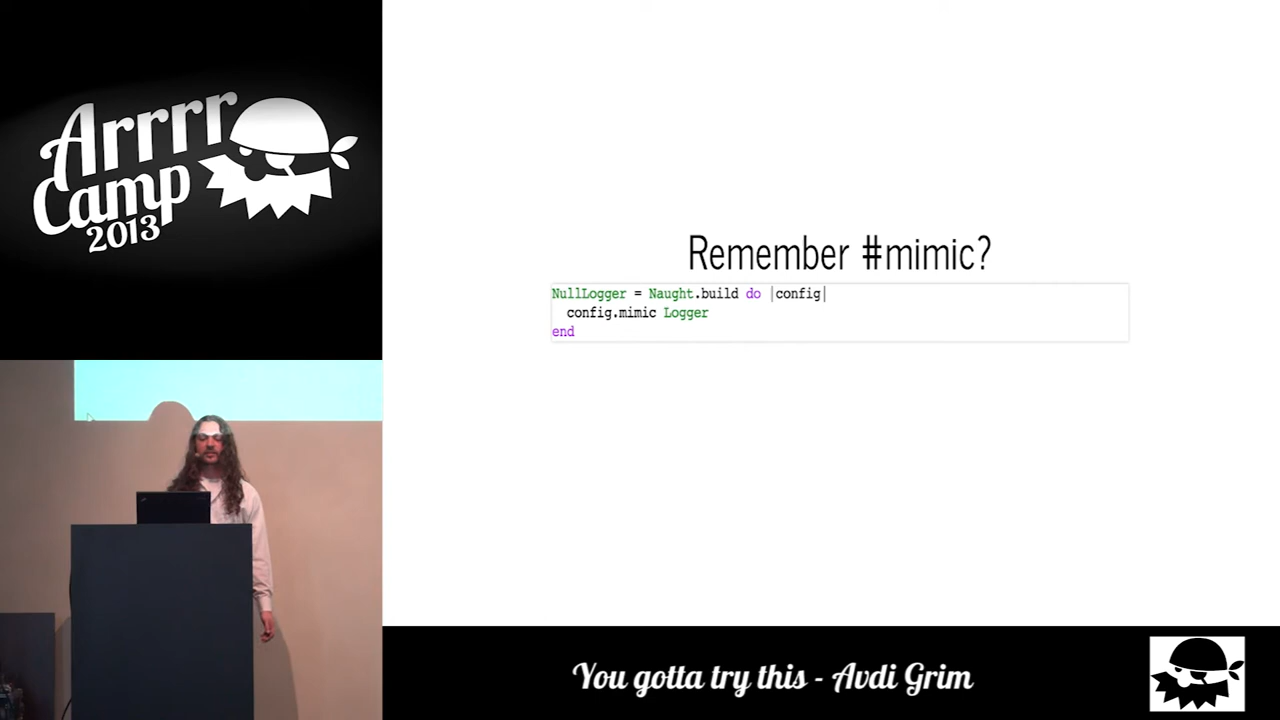 Arrrr
Camp
2013
Remember #mimic?
NullLogger = Naught.build do |config|
  config.mimic Logger
end
You gotta try this - Avdi Grim